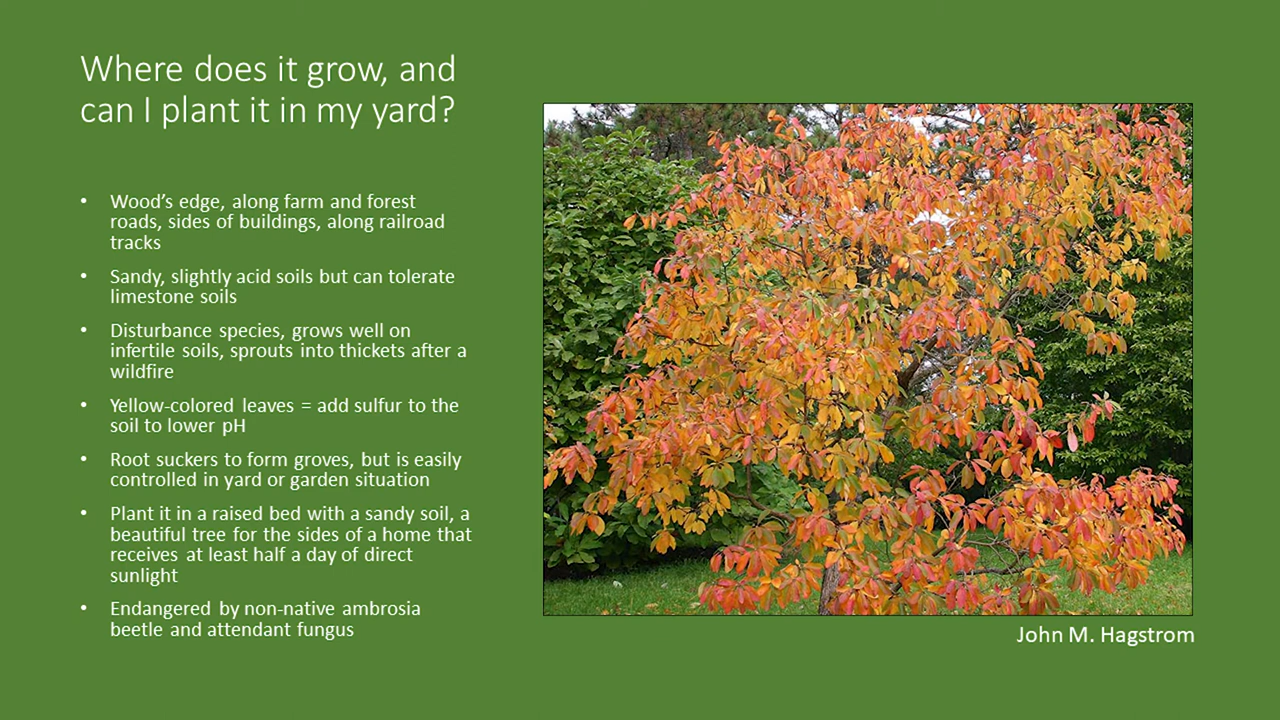 Where does it grow, and
can I plant it in my yard?
• Wood’s edge, along farm and forest
roads, sides of buildings, along railroad
tracks
• Sandy, slightly acid soils but can tolerate
limestone soils
• Disturbance species, grows well on
infertile soils, sprouts into thickets after a
wildfire
• Yellow-colored leaves = add sulfur to the
soil to lower pH
• Root suckers to form groves, but is easily
controlled in yard or garden situation
• Plant it in a raised bed with a sandy soil, a
beautiful tree for the sides of a home that
receives at least half a day of direct
sunlight
• Endangered by non-native ambrosia
beetle and attendant fungus
John M. Hagstrom